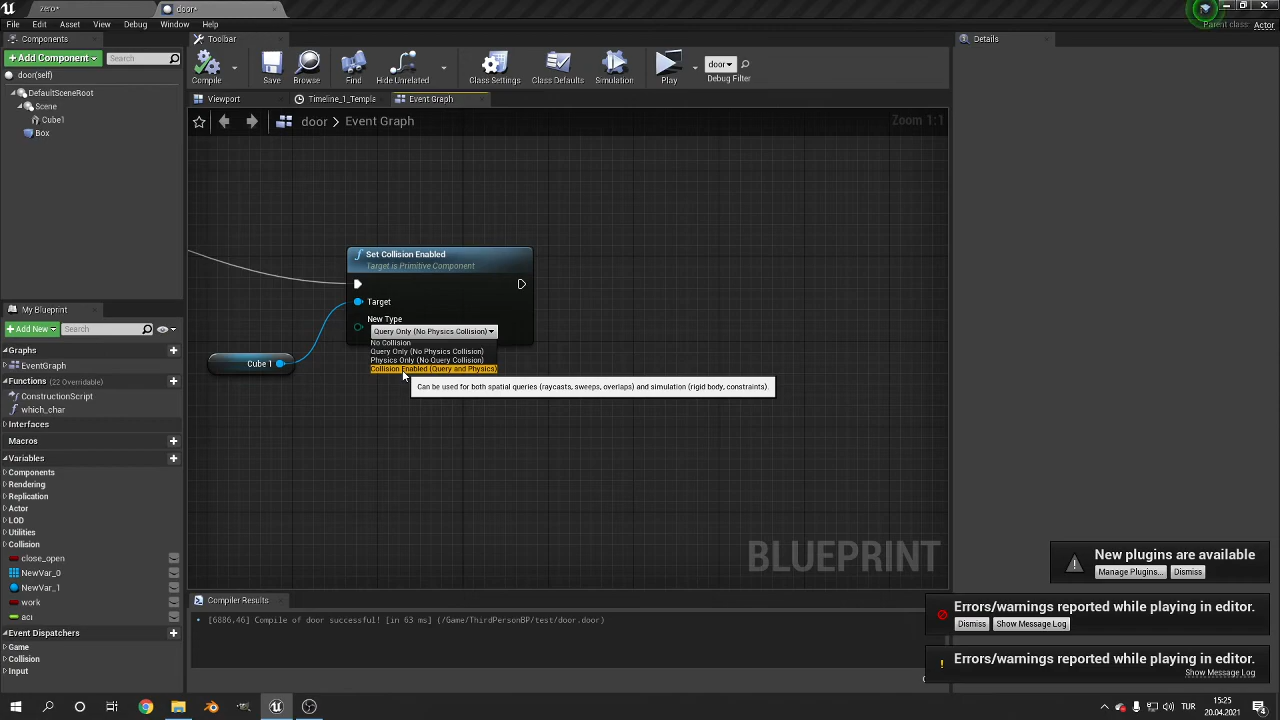 zero*
door*
File Edit Asset View Debug Window Help
Parent class: Actor
Components
Toolbar
Details
+ Add Component
Search
door(self)
DefaultSceneRoot
Scene
Cube1
Box
Compile
Save
Browse
Find
Hide Unrelated
Class Settings
Class Defaults
Simulation
Play
door
Debug Filter
Viewport
Timeline_1_Templa
Event Graph
door > Event Graph
Zoom 1:1
Set Collision Enabled
Target is Primitive Component
Target
New Type
Query Only (No Physics Collision)
No Collision
Query Only (No Physics Collision)
Physics Only (No Query Collision)
Collision Enabled (Query and Physics)
Can be used for both spatial queries (raycasts, sweeps, overlaps) and simulation (rigid body, constraints).
Cube 1
BLUEPRINT
My Blueprint
+ Add New
Search
Graphs
EventGraph
Functions (22 Overridable)
ConstructionScript
which_char
Interfaces
Macros
Variables
Components
Rendering
Replication
Actor
LOD
Utilities
Collision
close_open
NewVar_0
NewVar_1
work
aci
Event Dispatchers
Game
Collision
Input
Compiler Results
[6886,46] Compile of door successful! [in 63 ms] (/Game/ThirdPersonBP/test/door.door)
New plugins are available
Manage Plugins... Dismiss
Errors/warnings reported while playing in editor.
Dismiss Show Message Log
Errors/warnings reported while playing in editor.
Show Message Log
TUR
15:25
20.04.2021
4